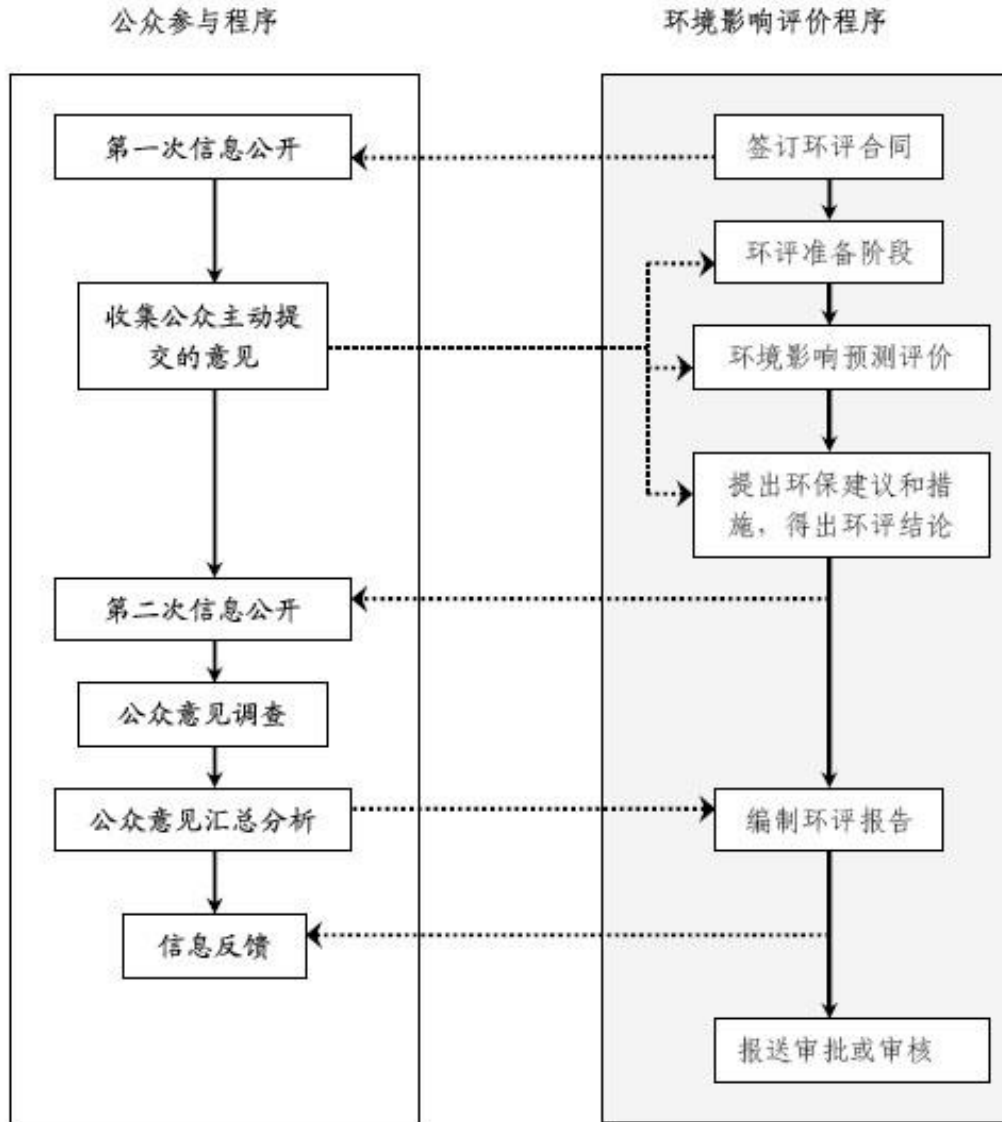 公众参与程序
环境影响评价程序
第一次信息公开
签订环评合同
环评准备阶段
收集公众主动提
交的意见
环境影响预测评价
提出环保建议和措
施，得出环评结论
第二次信息公开
公众意见调查
公众意见汇总分析
编制环评报告
信息反馈
报送审批或审核